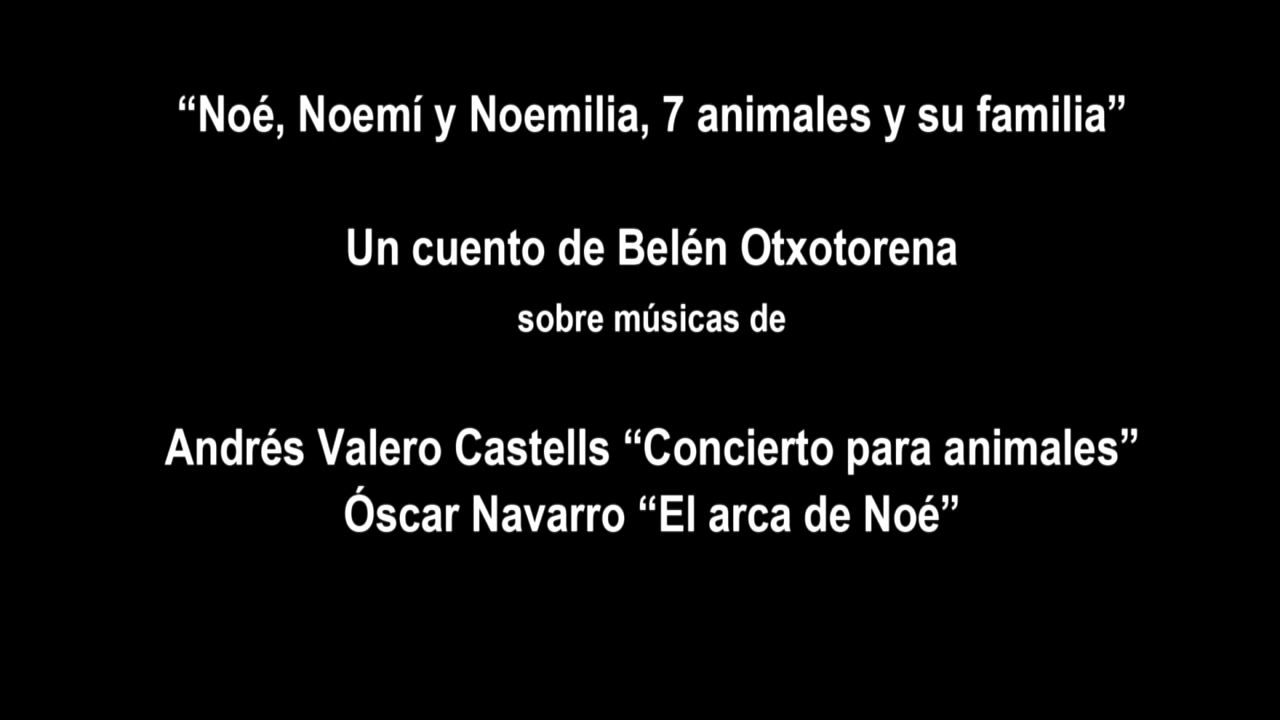 “Noé, Noemí y Noemilia, 7 animales y su familia”
Un cuento de Belén Otxotorena
sobre músicas de
Andrés Valero Castells “Concierto para animales”
Óscar Navarro “El arca de Noé”